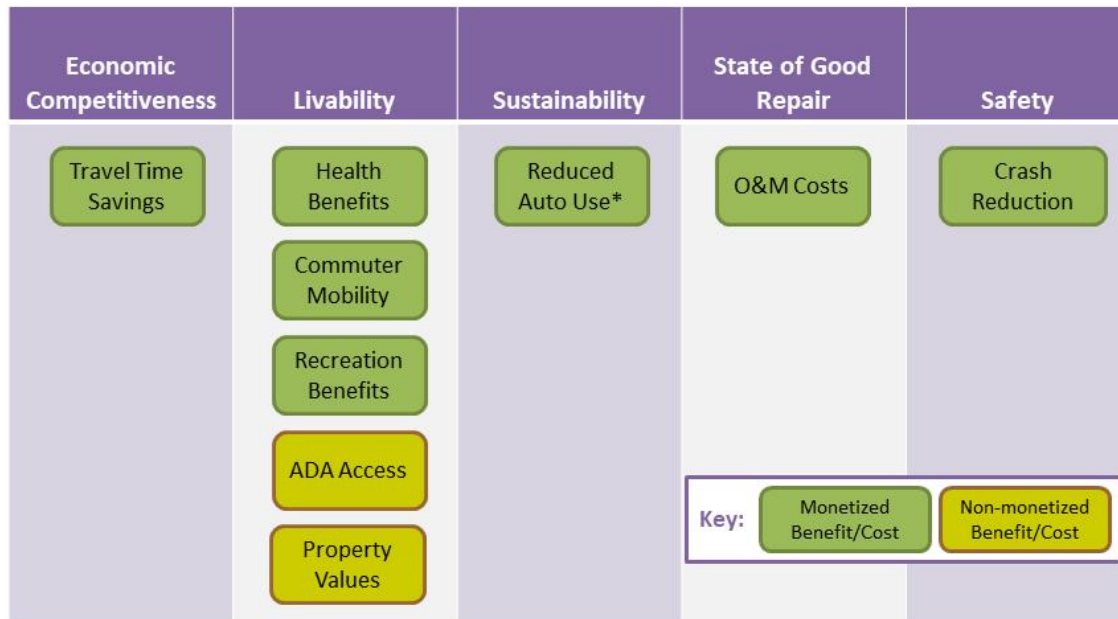 Economic
Competitiveness
Livability
Sustainability
State of Good
Repair
Safety
Travel Time
Savings
Health
Benefits
Commuter
Mobility
Recreation
Benefits
ADA Access
Property
Values
Reduced
Auto Use*
O&M Costs
Crash
Reduction
Key:
Monetized
Benefit/Cost
Non-monetized
Benefit/Cost